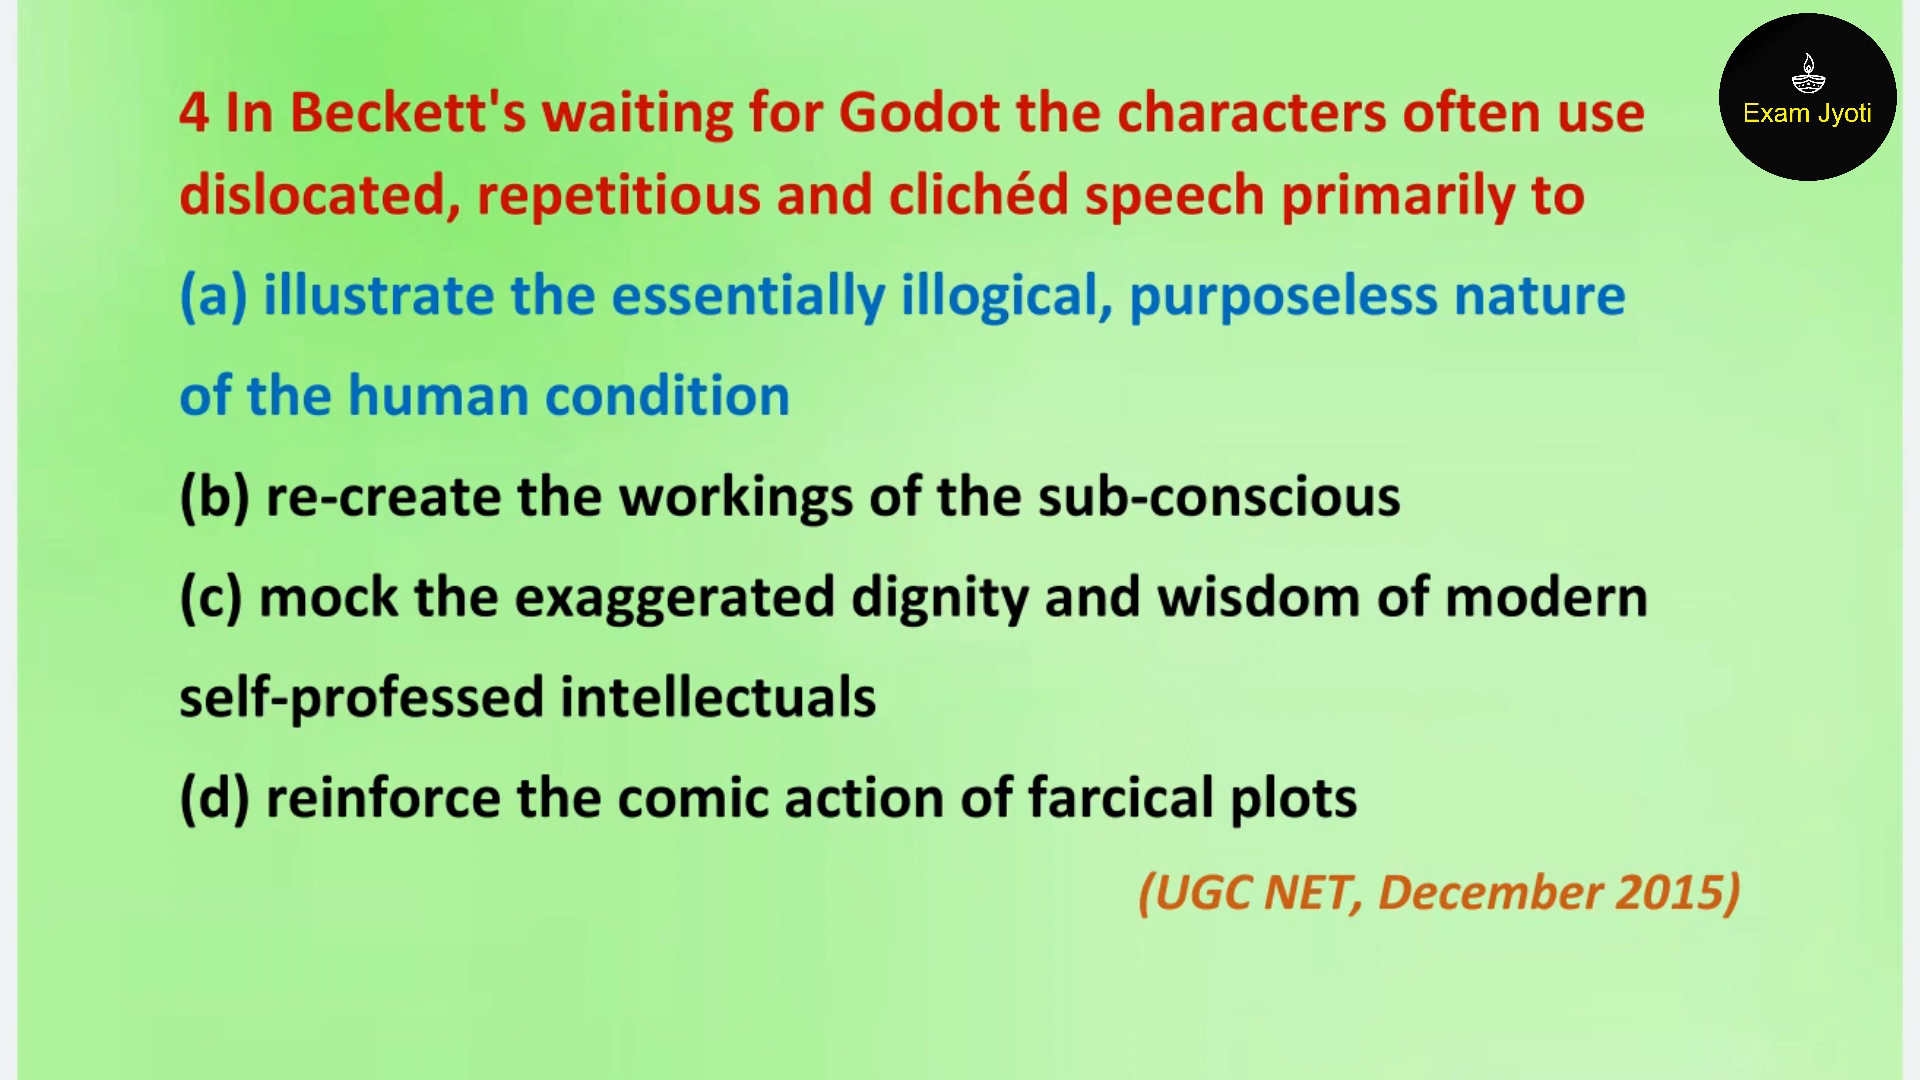 4 In Beckett's waiting for Godot the characters often use
dislocated, repetitious and clichéd speech primarily to
(a) illustrate the essentially illogical, purposeless nature
of the human condition
(b) re-create the workings of the sub-conscious
(c) mock the exaggerated dignity and wisdom of modern
self-professed intellectuals
(d) reinforce the comic action of farcical plots
(UGC NET, December 2015)
Exam Jyoti